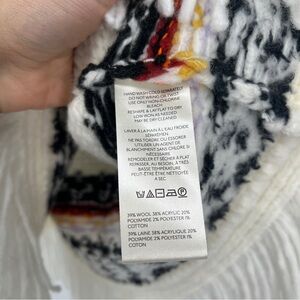 HAND WASH COLD SEPARATELY
DO NOT WRING OR TWIST
USE ONLY NON-CHLORINE
BLEACH
RESHAPE & LAY FLAT TO DRY
LOW IRON AS NEEDED
MAY BE DRY CLEANED
LAVER À LA MAIN À L'EAU FROIDE
SÉPARÉMENT
NE PAS TORDRE OU ESSORER
UTILISER UN AGENT DE
BLANCHIMENT SANS CHLORE SI
NÉCESSAIRE
REMODELER ET SÉCHER À PLAT
REPASSER, AU BESOIN, À TRÈS
BASSE TEMPÉRATURE
PEUT-ÊTRE ÊTRE NETTOYÉE
À SEC
39% WOOL 38% ACRYLIC 20%
POLYAMIDE 2% POLYESTER 1%
COTTON
39% LAINE 38% ACRYLIQUE 20%
POLYAMIDE 2% POLYESTER 1%
COTON